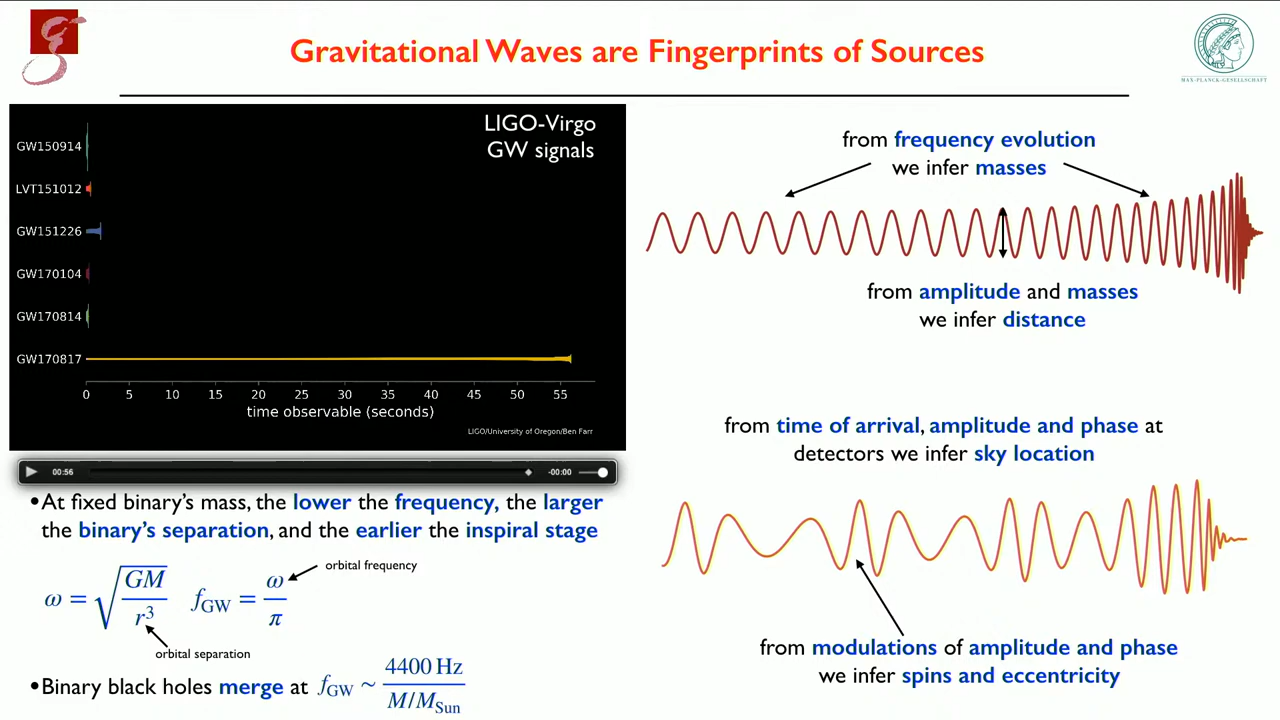 Gravitational Waves are Fingerprints of Sources
MAX-PLANCK-GESELLSCHAFT
LIGO-Virgo
GW signals
GW150914
LVT151012
GW151226
GW170104
GW170814
GW170817
0 5 10 15 20 25 30 35 40 45 50 55
time observable (seconds)
LIGO/University of Oregon/Ben Farr
00:56 -00:00
•At fixed binary's mass, the lower the frequency, the larger
the binary's separation, and the earlier the inspiral stage
orbital frequency
ω = √(GM/r³) f_GW = ω/π
orbital separation
•Binary black holes merge at f_GW ~ 4400 Hz / M/M_Sun
from frequency evolution
we infer masses
from amplitude and masses
we infer distance
from time of arrival, amplitude and phase at
detectors we infer sky location
from modulations of amplitude and phase
we infer spins and eccentricity